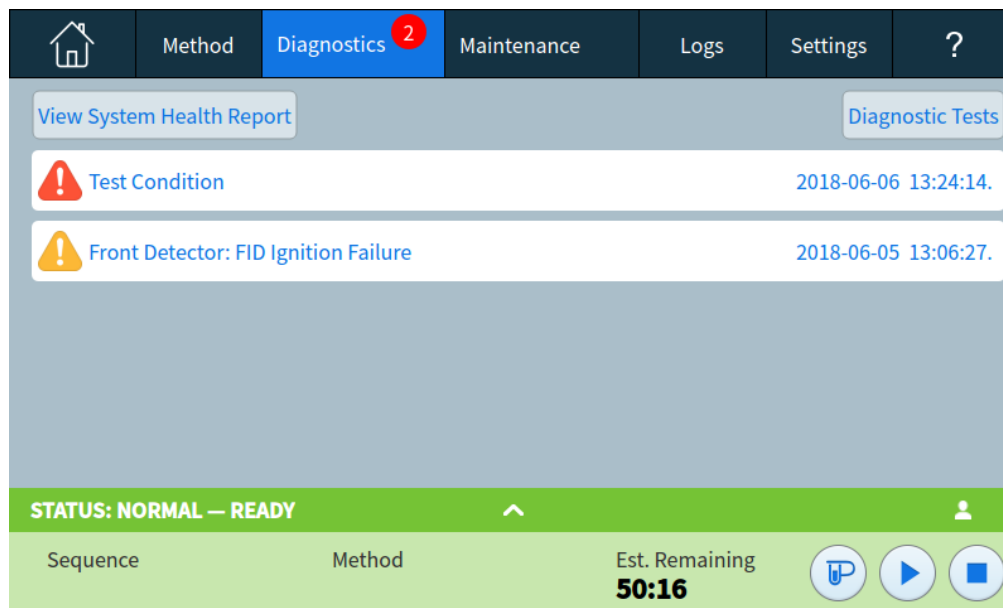 Method Diagnostics 2 Maintenance Logs Settings ?
View System Health Report Diagnostic Tests
! Test Condition 2018-06-06 13:24:14.
! Front Detector: FID Ignition Failure 2018-06-05 13:06:27.
STATUS: NORMAL — READY
Sequence Method Est. Remaining
50:16